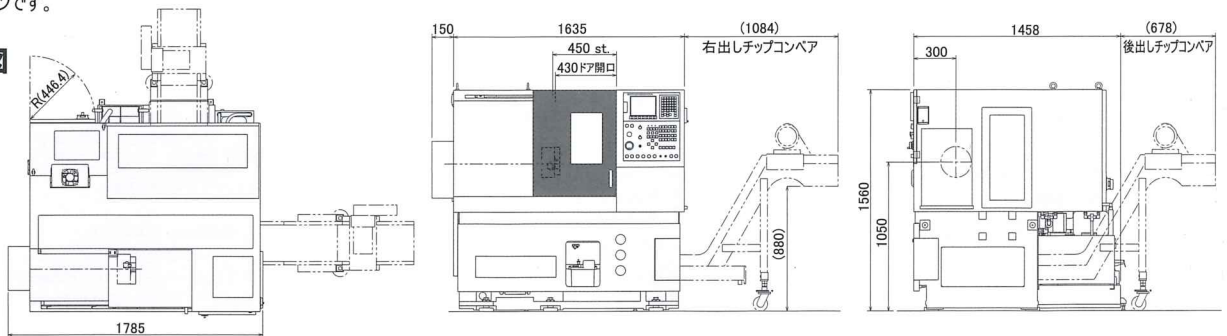 ンです。
図
R(446.4)
1785
150
1635
(1084)
450 st.
右出しチップコンベア
430ドア開口
(880)
1458
(678)
300
後出しチップコンベア
1560
1050